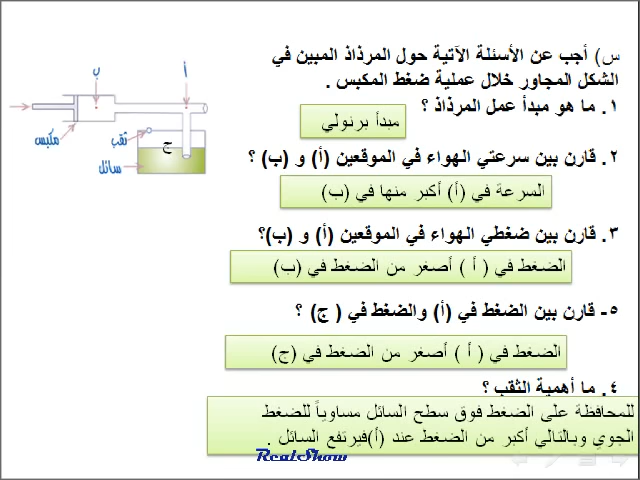 س) أجب عن الأسئلة الآتية حول المرذاذ المبين في
الشكل المجاور خلال عملية ضغط المكبس .
١. ما هو مبدأ عمل المرذاذ ؟
مبدأ برنولي
٢. قارن بين سرعتي الهواء في الموقعين (أ) و (ب) ؟
السرعة في (أ) أكبر منها في (ب)
٣. قارن بين ضغطي الهواء في الموقعين (أ) و (ب)؟
الضغط في ( أ ) أصغر من الضغط في (ب)
٥- قارن بين الضغط في (أ) والضغط في ( ج) ؟
الضغط في ( أ ) أصغر من الضغط في (ج)
٤. ما أهمية الثقب ؟
للمحافظة على الضغط فوق سطح السائل مساوياً للضغط
الجوي وبالتالي أكبر من الضغط عند (أ)فيرتفع السائل .
RealShow
أ
ب
مكبس
ثقب
ج
سائل